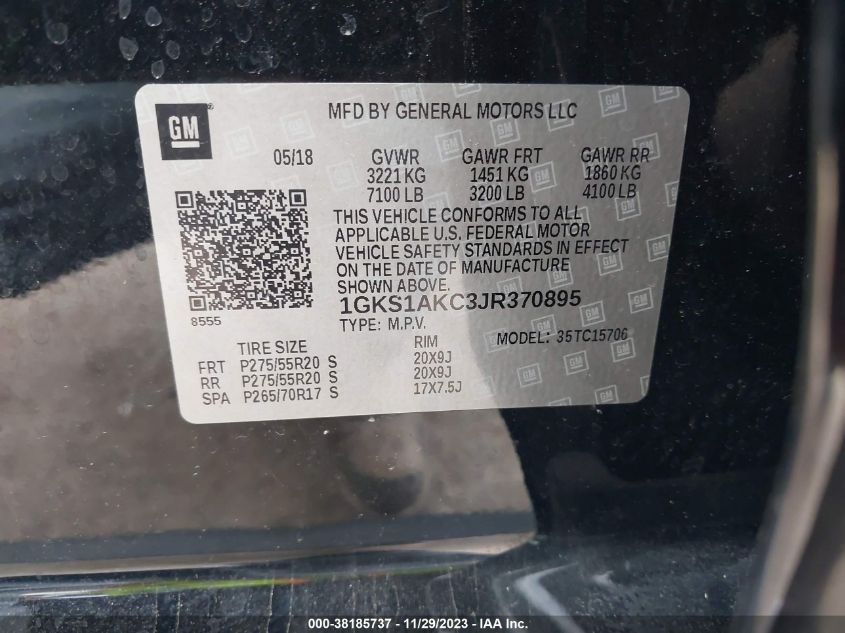 GM
MFD BY GENERAL MOTORS LLC
05/18 GVWR GAWR FRT GAWR RR
3221 KG 1451 KG 1860 KG
7100 LB 3200 LB 4100 LB
THIS VEHICLE CONFORMS TO ALL
APPLICABLE U.S. FEDERAL MOTOR
VEHICLE SAFETY STANDARDS IN EFFECT
ON THE DATE OF MANUFACTURE
SHOWN ABOVE.
1GKS1AKC3JR370895
8555
TYPE: M.P.V. MODEL: 35TC15706
TIRE SIZE RIM
FRT P275/55R20 S 20X9J
RR P275/55R20 S 20X9J
SPA P265/70R17 S 17X7.5J
000-38185737 - 11/29/2023 - IAAI Inc.